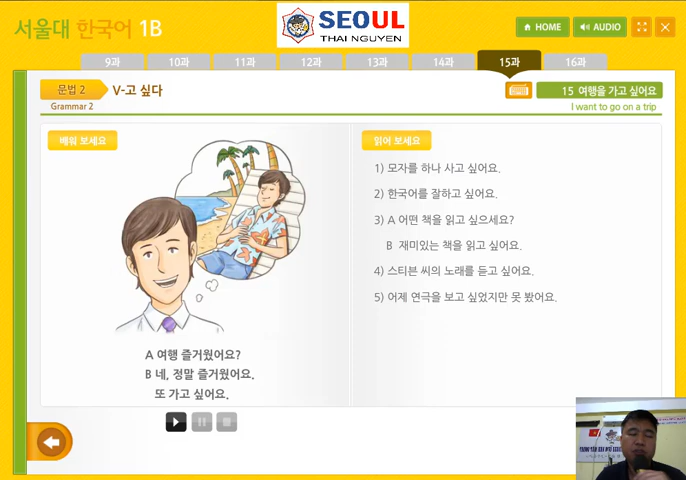 서울대 한국어 1B
SEOUL
THAI NGUYEN
HOME
AUDIO
9과
10과
11과
12과
13과
14과
15과
16과
문법 2
V-고 싶다
Grammar 2
15 여행을 가고 싶어요
I want to go on a trip
배워 보세요
A 여행 즐거웠어요?
B 네, 정말 즐거웠어요.
또 가고 싶어요.
읽어 보세요
1) 모자를 하나 사고 싶어요.
2) 한국어를 잘하고 싶어요.
3) A 어떤 책을 읽고 싶으세요?
B 재미있는 책을 읽고 싶어요.
4) 스티븐 씨의 노래를 듣고 싶어요.
5) 어제 연극을 보고 싶었지만 못 봤어요.